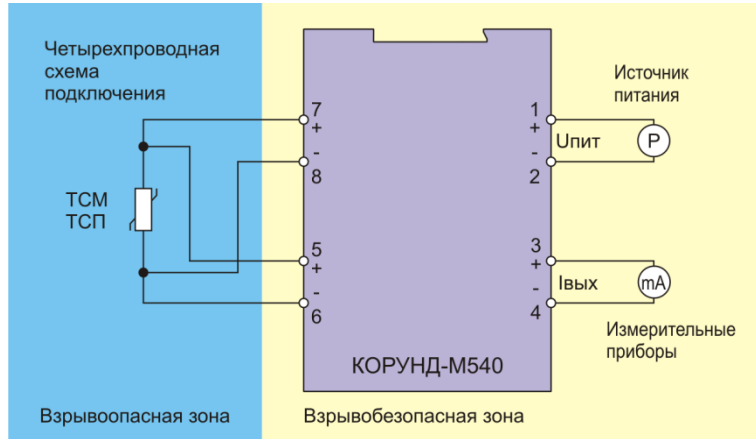 Четырехпроводная
схема
подключения
ТСМ
ТСП
7
+
-
8
5
+
-
6
1
+
Uпит
-
2
3
+
Iвых
-
4
Источник
питания
P
mA
Измерительные
приборы
КОРУНД-М540
Взрывоопасная зона
Взрывобезопасная зона